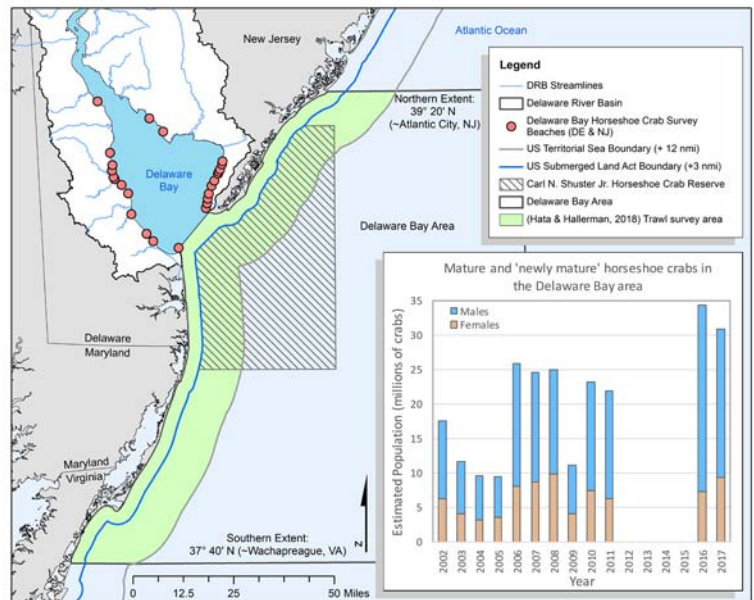 New Jersey
Atlantic Ocean
Northern Extent:
39° 20' N
(~Atlantic City, NJ)
Delaware
Bay
Delaware Bay Area
Delaware
Maryland
Maryland
Virginia
Southern Extent:
37° 40' N (~Wachapreague, VA)
N
0 12.5 25 50 Miles
Legend
DRB Streamlines
Delaware River Basin
Delaware Bay Horseshoe Crab Survey
Beaches (DE & NJ)
US Territorial Sea Boundary (+ 12 nmi)
US Submerged Land Act Boundary (+3 nmi)
Carl N. Shuster Jr. Horseshoe Crab Reserve
Delaware Bay Area
(Hata & Hallerman, 2018) Trawl survey area
Mature and 'newly mature' horseshoe crabs in
the Delaware Bay area
Estimated Population (millions of crabs)
35
30
25
20
15
10
5
0
Males
Females
2002 2003 2004 2005 2006 2007 2008 2009 2010 2011 2012 2013 2014 2015 2016 2017
Year